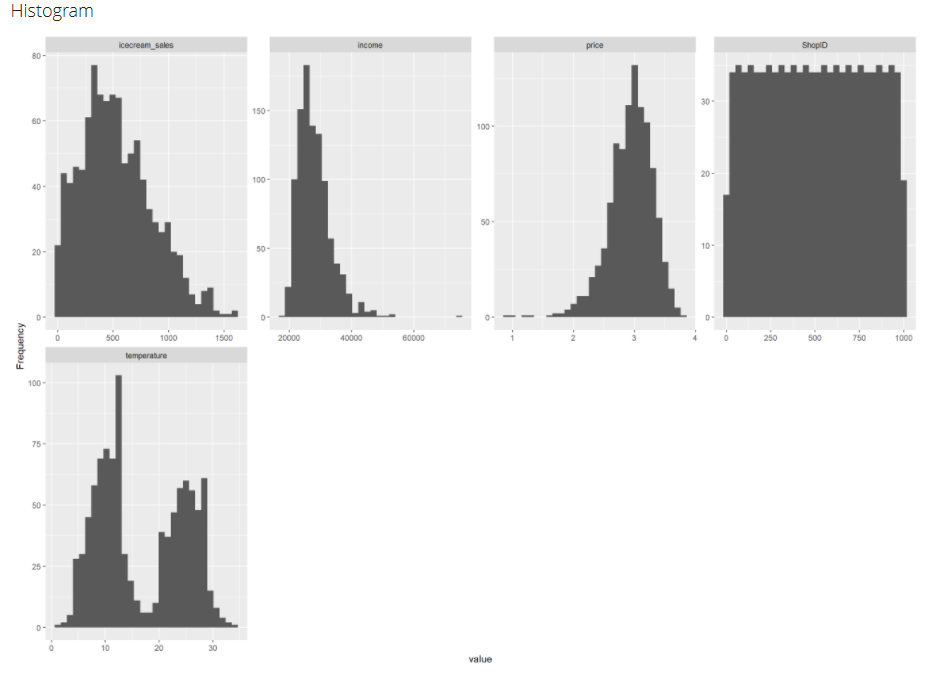 Histogram
icecream_sales
income
price
ShopID
80
60
40
20
0
150
100
50
0
100
50
0
30
20
10
0
0 500 1000 1500
20000 40000 60000
1 2 3 4
0 250 500 750 1000
Frequency
temperature
100
75
50
25
0
0 10 20 30
value